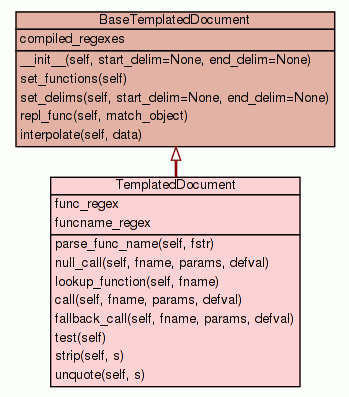 BaseTemplatedDocument
compiled_regexes
__init__(self, start_delim=None, end_delim=None)
set_functions(self)
set_delims(self, start_delim=None, end_delim=None)
repl_func(self, match_object)
interpolate(self, data)
TemplatedDocument
func_regex
funcname_regex
parse_func_name(self, fstr)
null_call(self, fname, params, defval)
lookup_function(self, fname)
call(self, fname, params, defval)
fallback_call(self, fname, params, defval)
test(self)
strip(self, s)
unquote(self, s)